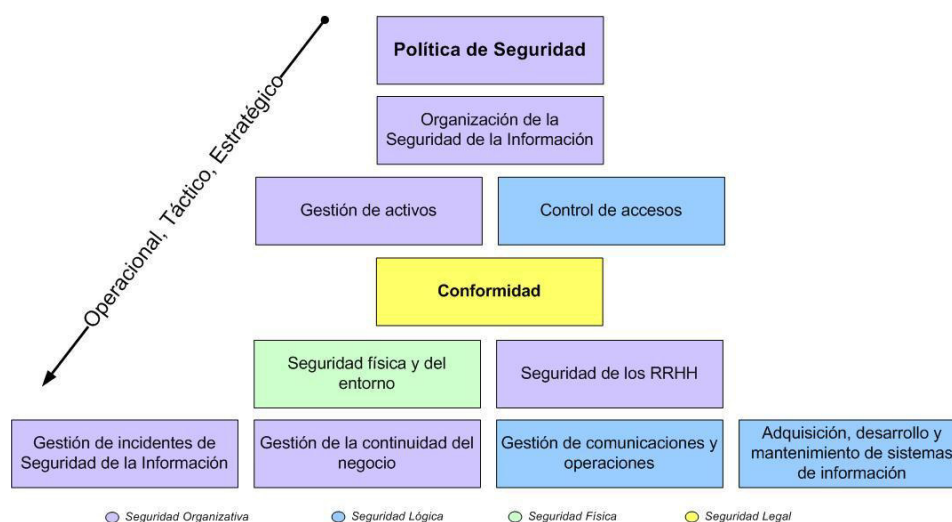 Política de Seguridad
Operacional, Táctico, Estratégico
Organización de la
Seguridad de la Información
Gestión de activos
Control de accesos
Conformidad
Seguridad física y del
entorno
Seguridad de los RRHH
Gestión de incidentes de
Seguridad de la Información
Gestión de la continuidad del
negocio
Gestión de comunicaciones y
operaciones
Adquisición, desarrollo y
mantenimiento de sistemas
de información
Seguridad Organizativa
Seguridad Lógica
Seguridad Física
Seguridad Legal